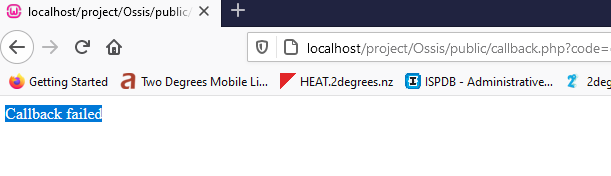 localhost/project/Ossis/public/
localhost/project/Ossis/public/callback.php?code=
Getting Started
Two Degrees Mobile Li...
HEAT.2degrees.nz
ISPDB - Administrative...
2deg
Callback failed